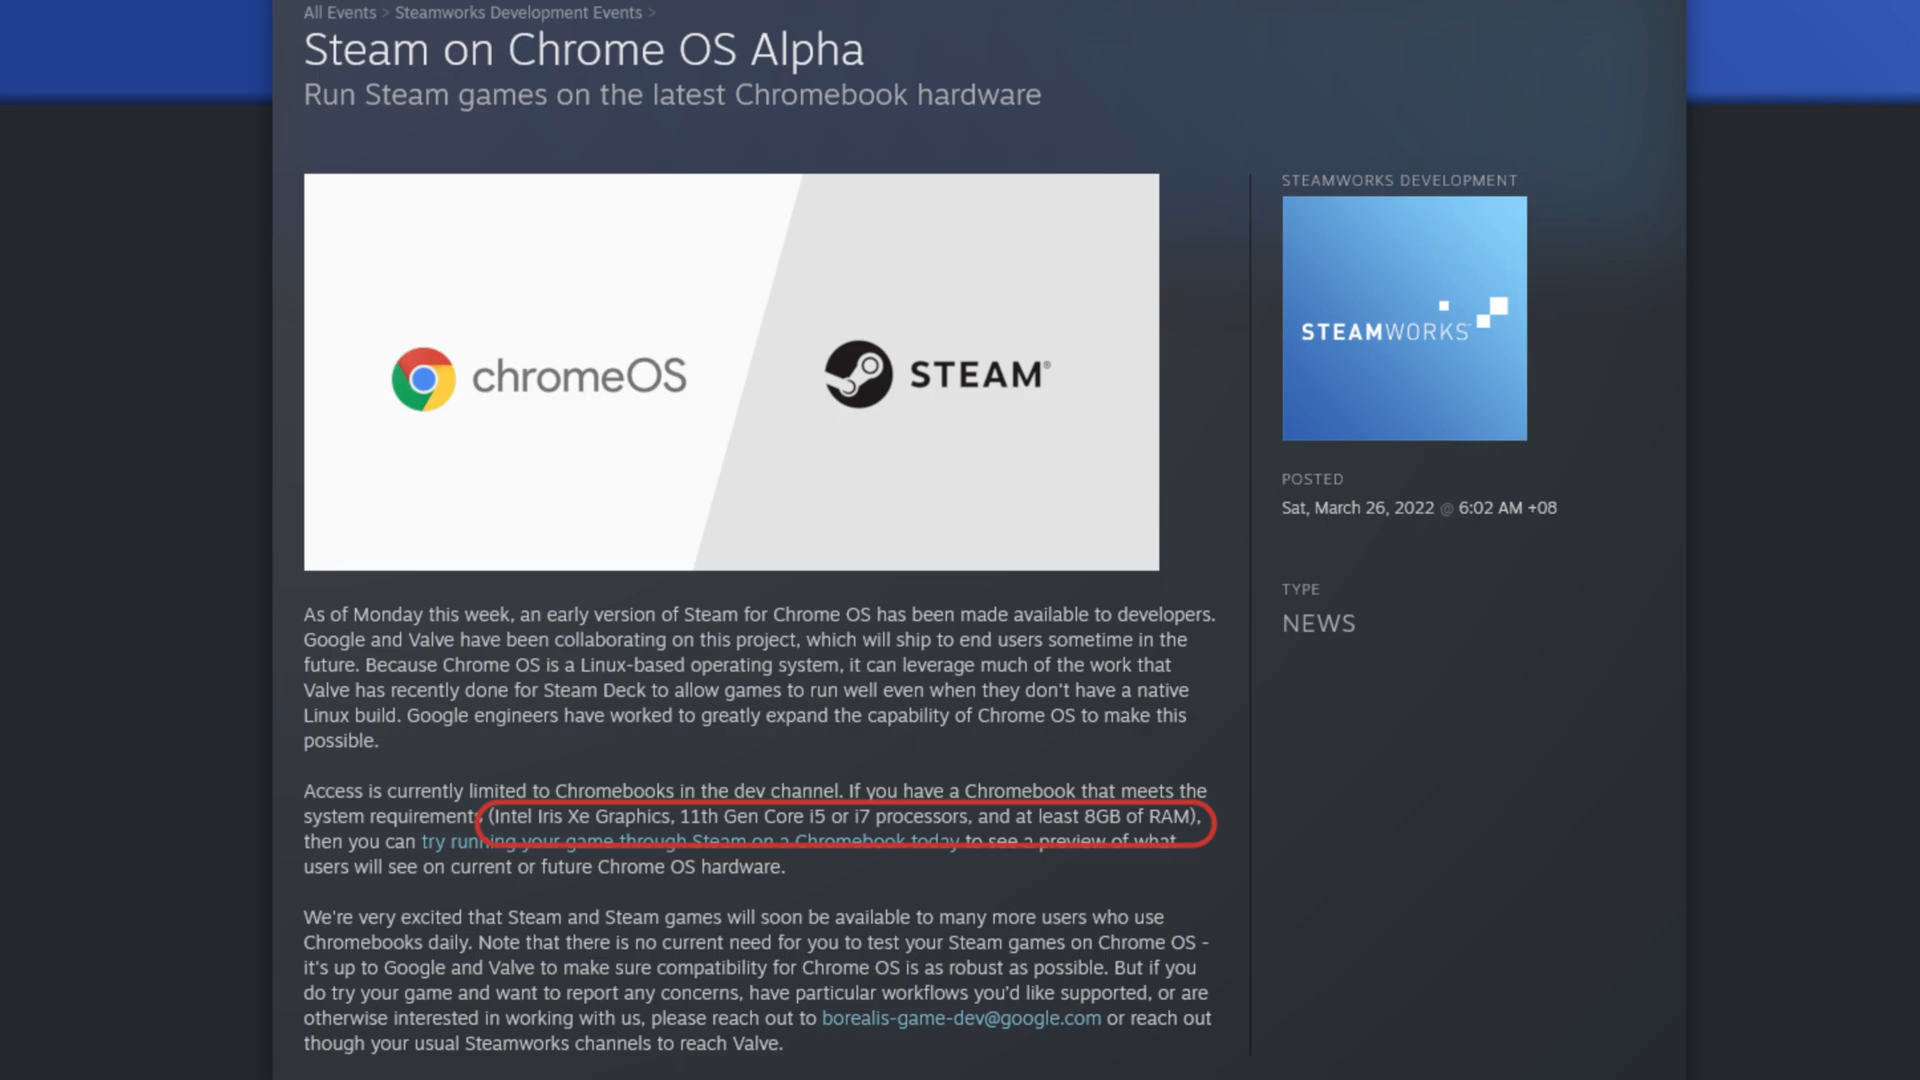 All Events > Steamworks Development Events >
Steam on Chrome OS Alpha
Run Steam games on the latest Chromebook hardware
chromeOS
STEAM®
STEAMWORKS DEVELOPMENT
STEAMWORKS
POSTED
Sat, March 26, 2022 @ 6:02 AM +08
TYPE
NEWS
As of Monday this week, an early version of Steam for Chrome OS has been made available to developers.
Google and Valve have been collaborating on this project, which will ship to end users sometime in the
future. Because Chrome OS is a Linux-based operating system, it can leverage much of the work that
Valve has recently done for Steam Deck to allow games to run well even when they don't have a native
Linux build. Google engineers have worked to greatly expand the capability of Chrome OS to make this
possible.
Access is currently limited to Chromebooks in the dev channel. If you have a Chromebook that meets the
system requirements (Intel Iris Xe Graphics, 11th Gen Core i5 or i7 processors, and at least 8GB of RAM),
then you can try running your game through Steam on a Chromebook today to see a preview of what
users will see on current or future Chrome OS hardware.
We're very excited that Steam and Steam games will soon be available to many more users who use
Chromebooks daily. Note that there is no current need for you to test your Steam games on Chrome OS -
it's up to Google and Valve to make sure compatibility for Chrome OS is as robust as possible. But if you
do try your game and want to report any concerns, have particular workflows you'd like supported, or are
otherwise interested in working with us, please reach out to borealis-game-dev@google.com or reach out
though your usual Steamworks channels to reach Valve.